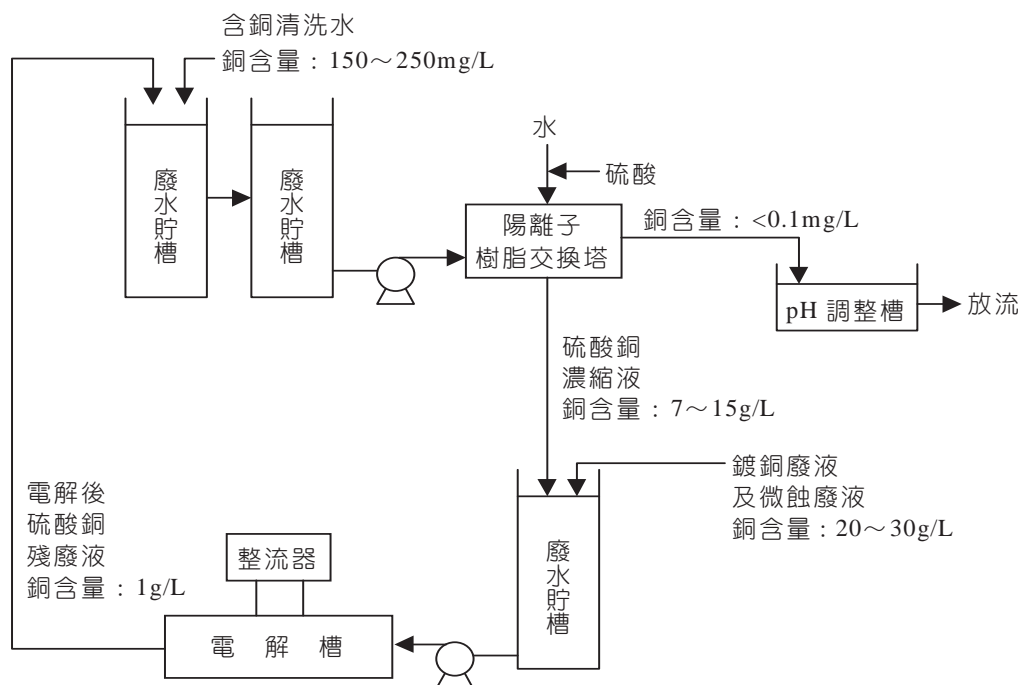 含銅清洗水
銅含量：150～250mg/L
水
硫酸
廢水貯槽
廢水貯槽
陽離子
樹脂交換塔
銅含量：<0.1mg/L
pH 調整槽
放流
硫酸銅
濃縮液
銅含量：7～15g/L
鍍銅廢液
及微蝕廢液
銅含量：20～30g/L
電解後
硫酸銅
殘廢液
銅含量：1g/L
整流器
廢水貯槽
電解槽